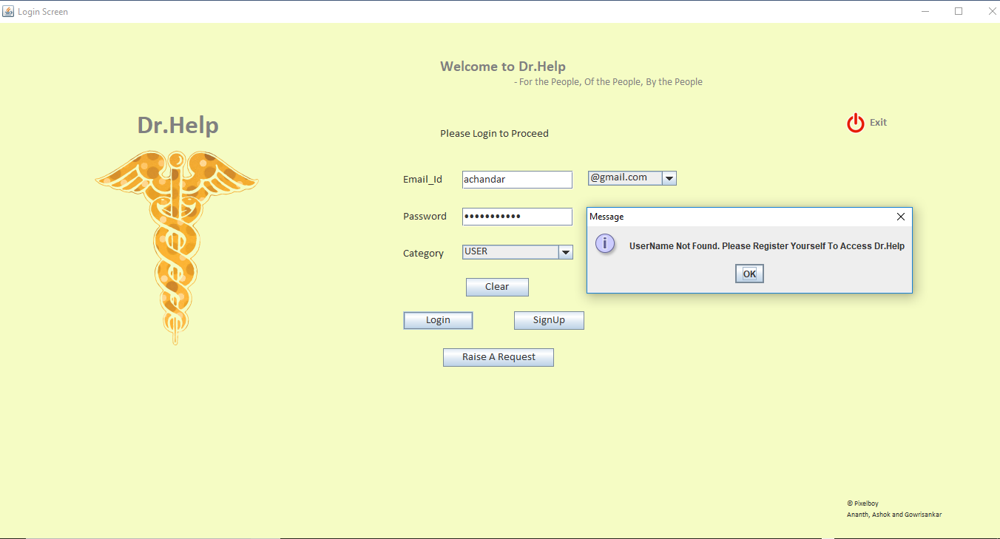 Login Screen
Welcome to Dr.Help
- For the People, Of the People, By the People
Dr.Help
Exit
Please Login to Proceed
Email_Id achandar @gmail.com
Password •••••••••••
Message
UserName Not Found. Please Register Yourself To Access Dr.Help
OK
Category USER
Clear
Login SignUp
Raise A Request
© Pixelboy
Ananth, Ashok and Gowrisankar